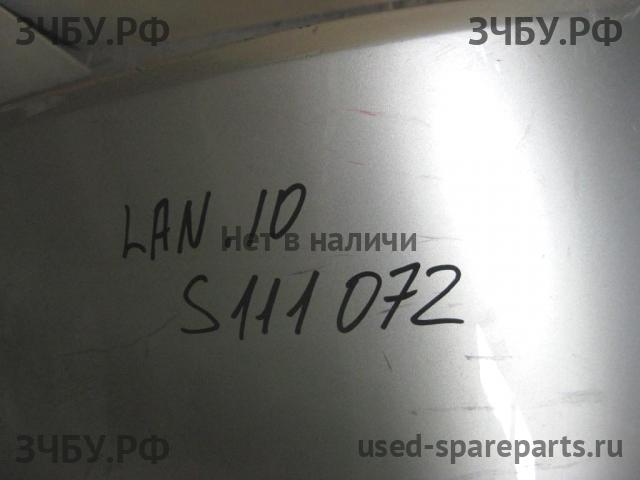 ЗЧБУ.РФ ЗЧБУ.РФ
LAN.10
Нет в наличи
S111072
ЗЧБУ.РФ used-spareparts.ru